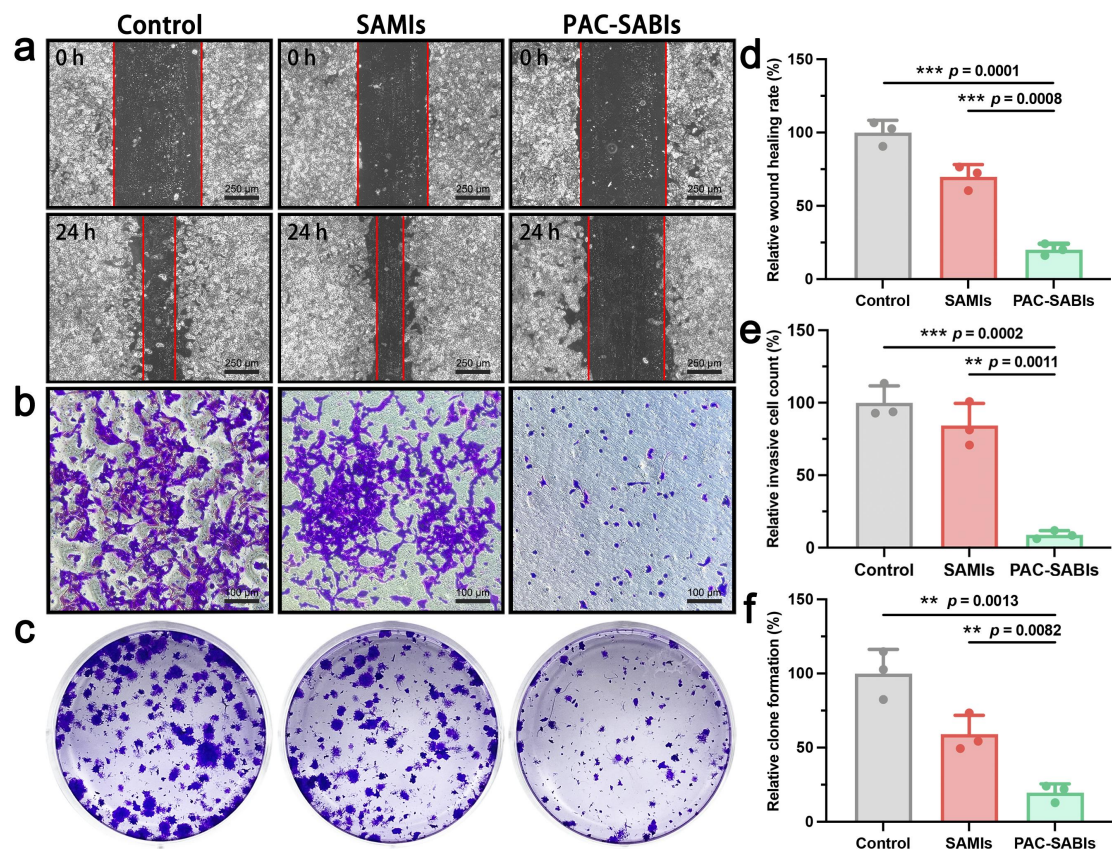 Control SAMIs PAC-SABIs
a
0 h 0 h 0 h
250 μm 250 μm 250 μm
24 h 24 h 24 h
250 μm 250 μm 250 μm
b
100 μm 100 μm 100 μm
c
d
Relative wound healing rate (%)
150
100
50
0
*** p = 0.0001
*** p = 0.0008
Control SAMIs PAC-SABIs
e
Relative invasive cell count (%)
150
100
50
0
*** p = 0.0002
** p = 0.0011
Control SAMIs PAC-SABIs
f
Relative clone formation (%)
150
100
50
0
** p = 0.0013
** p = 0.0082
Control SAMIs PAC-SABIs